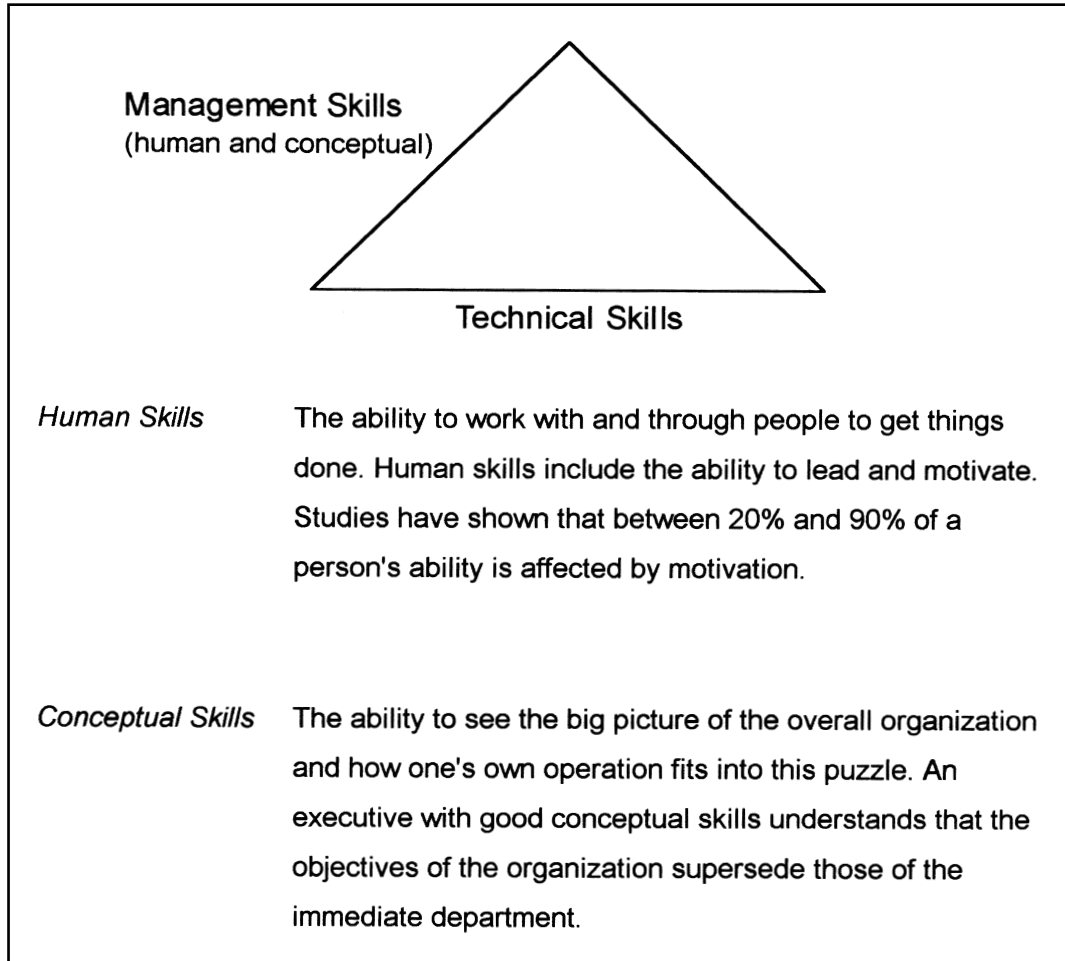 Management Skills
(human and conceptual)
Technical Skills
Human Skills The ability to work with and through people to get things
done. Human skills include the ability to lead and motivate.
Studies have shown that between 20% and 90% of a
person's ability is affected by motivation.
Conceptual Skills The ability to see the big picture of the overall organization
and how one's own operation fits into this puzzle. An
executive with good conceptual skills understands that the
objectives of the organization supersede those of the
immediate department.